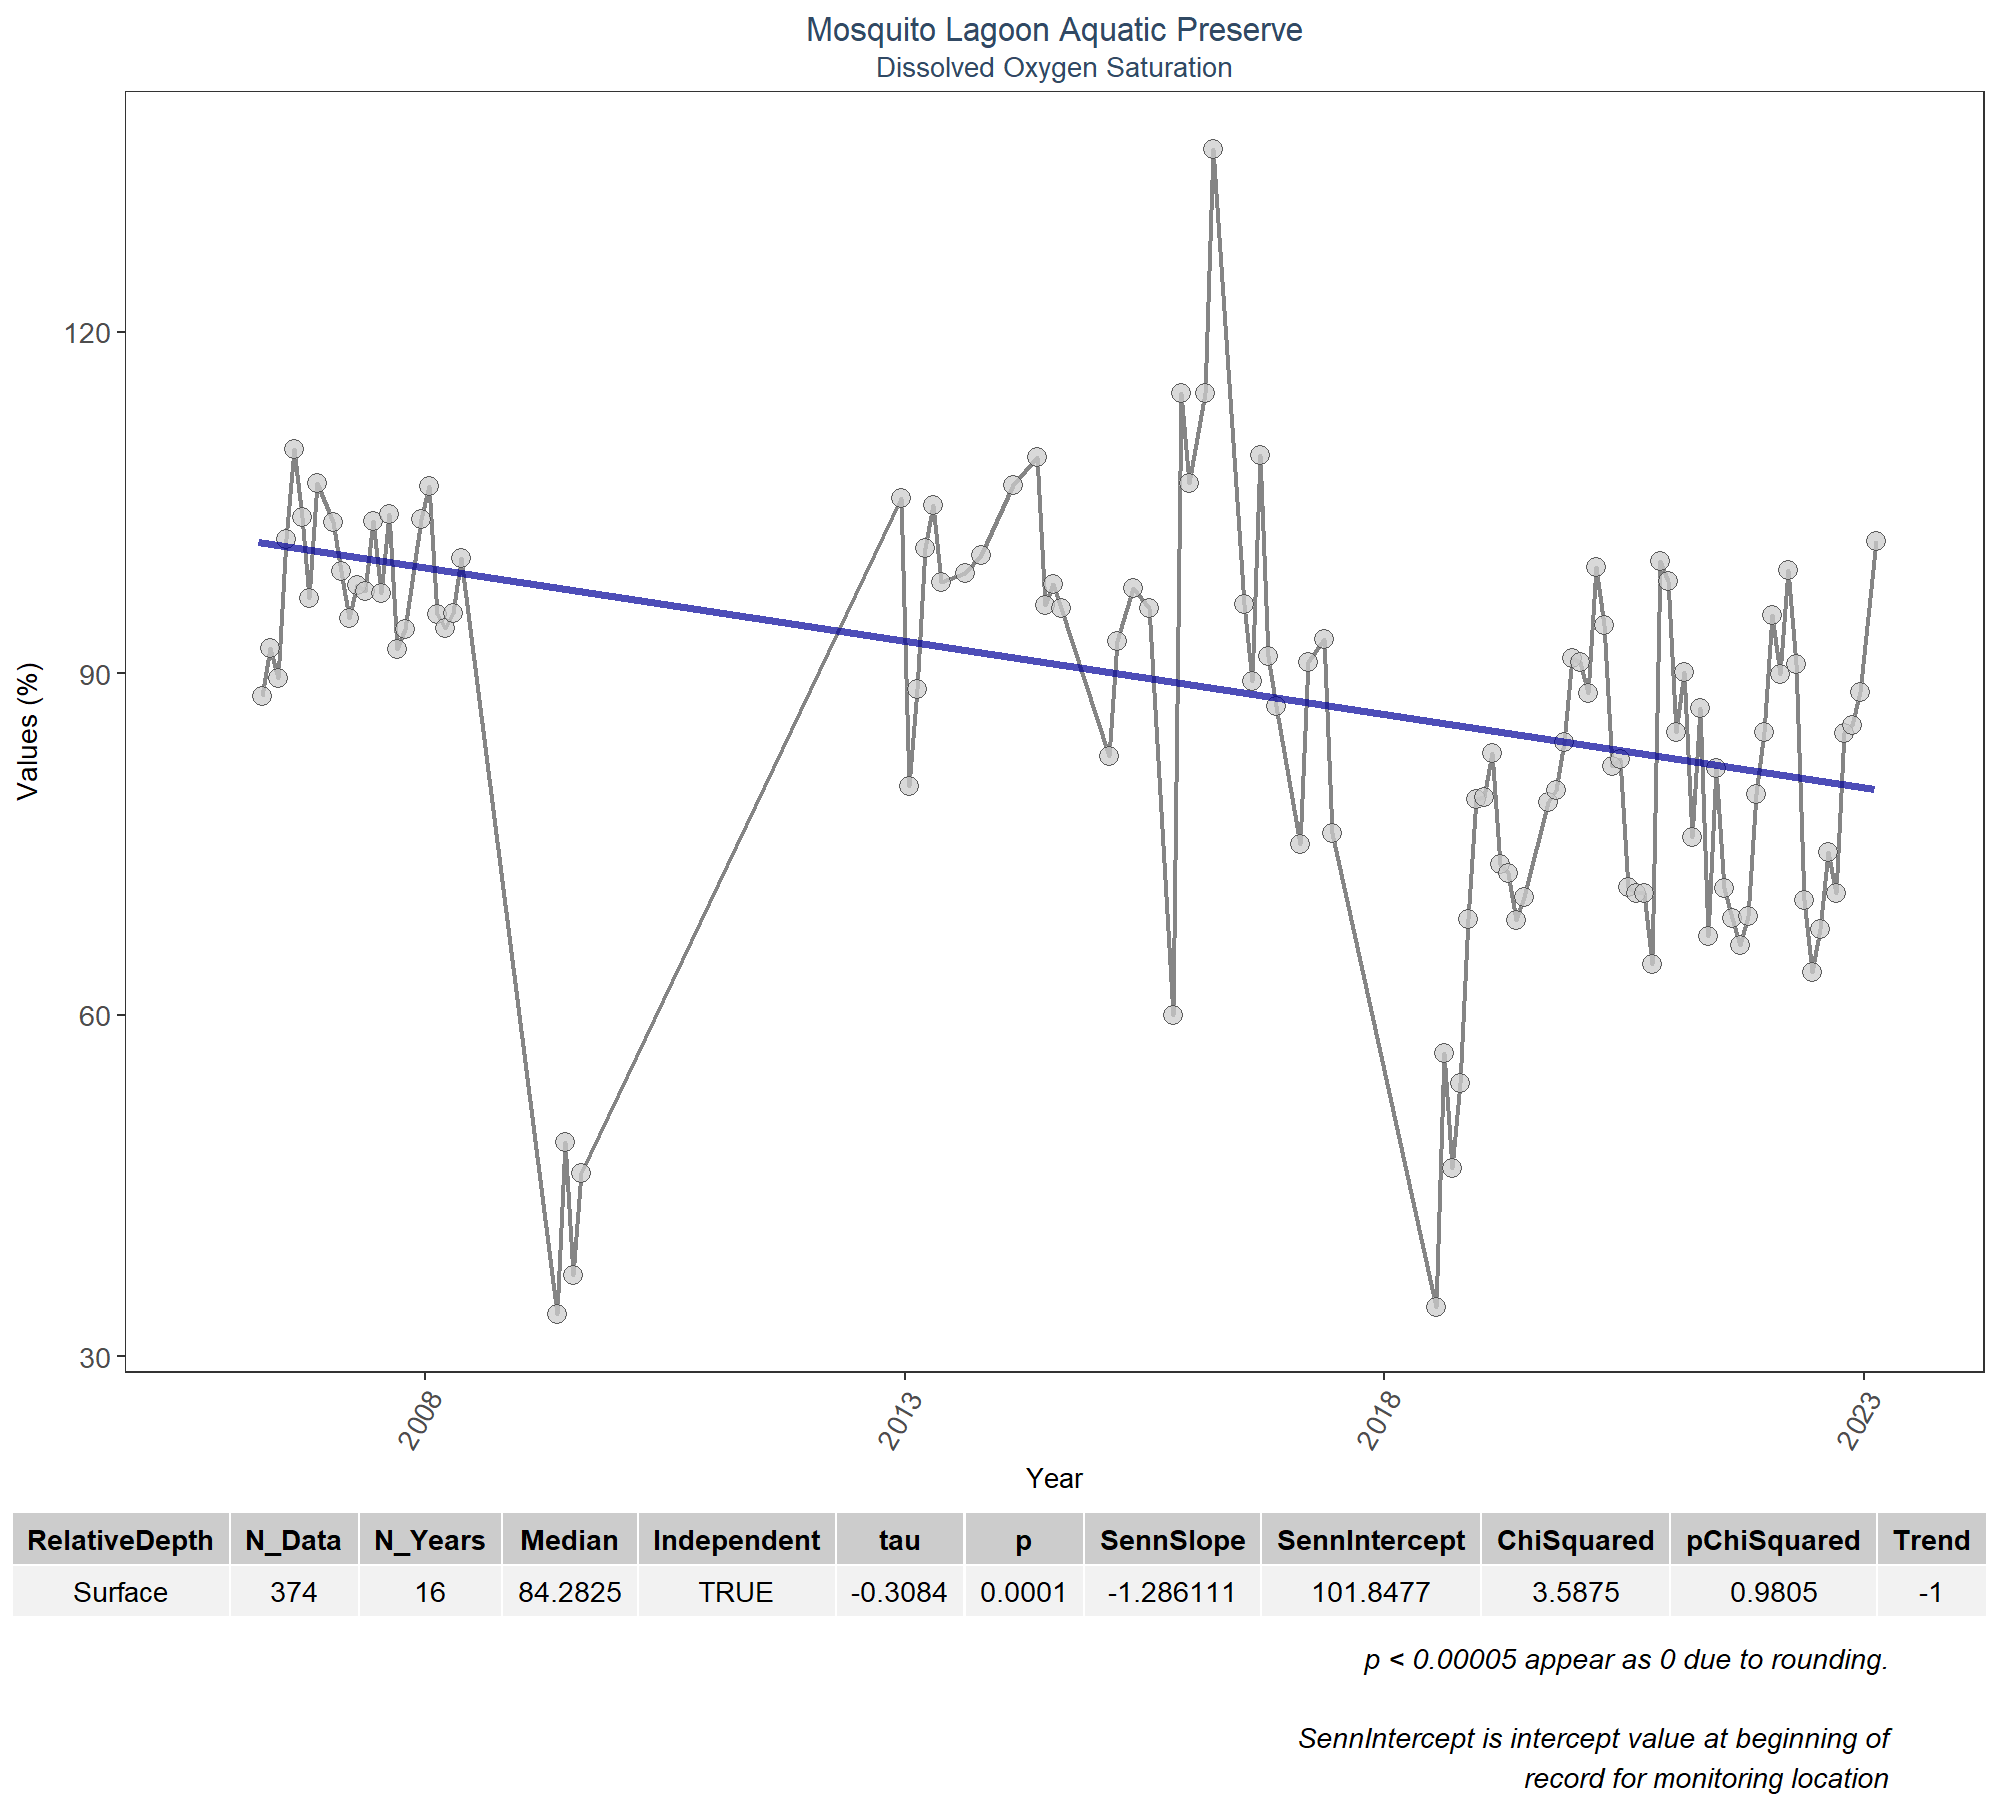 Mosquito Lagoon Aquatic Preserve
Dissolved Oxygen Saturation
Values (%)
120
90
60
30
2008 2013 2018 2023
Year
RelativeDepth N_Data N_Years Median Independent tau p SennSlope SennIntercept ChiSquared pChiSquared Trend
Surface 374 16 84.2825 TRUE -0.3084 0.0001 -1.286111 101.8477 3.5875 0.9805 -1
p < 0.00005 appear as 0 due to rounding.
SennIntercept is intercept value at beginning of
record for monitoring location